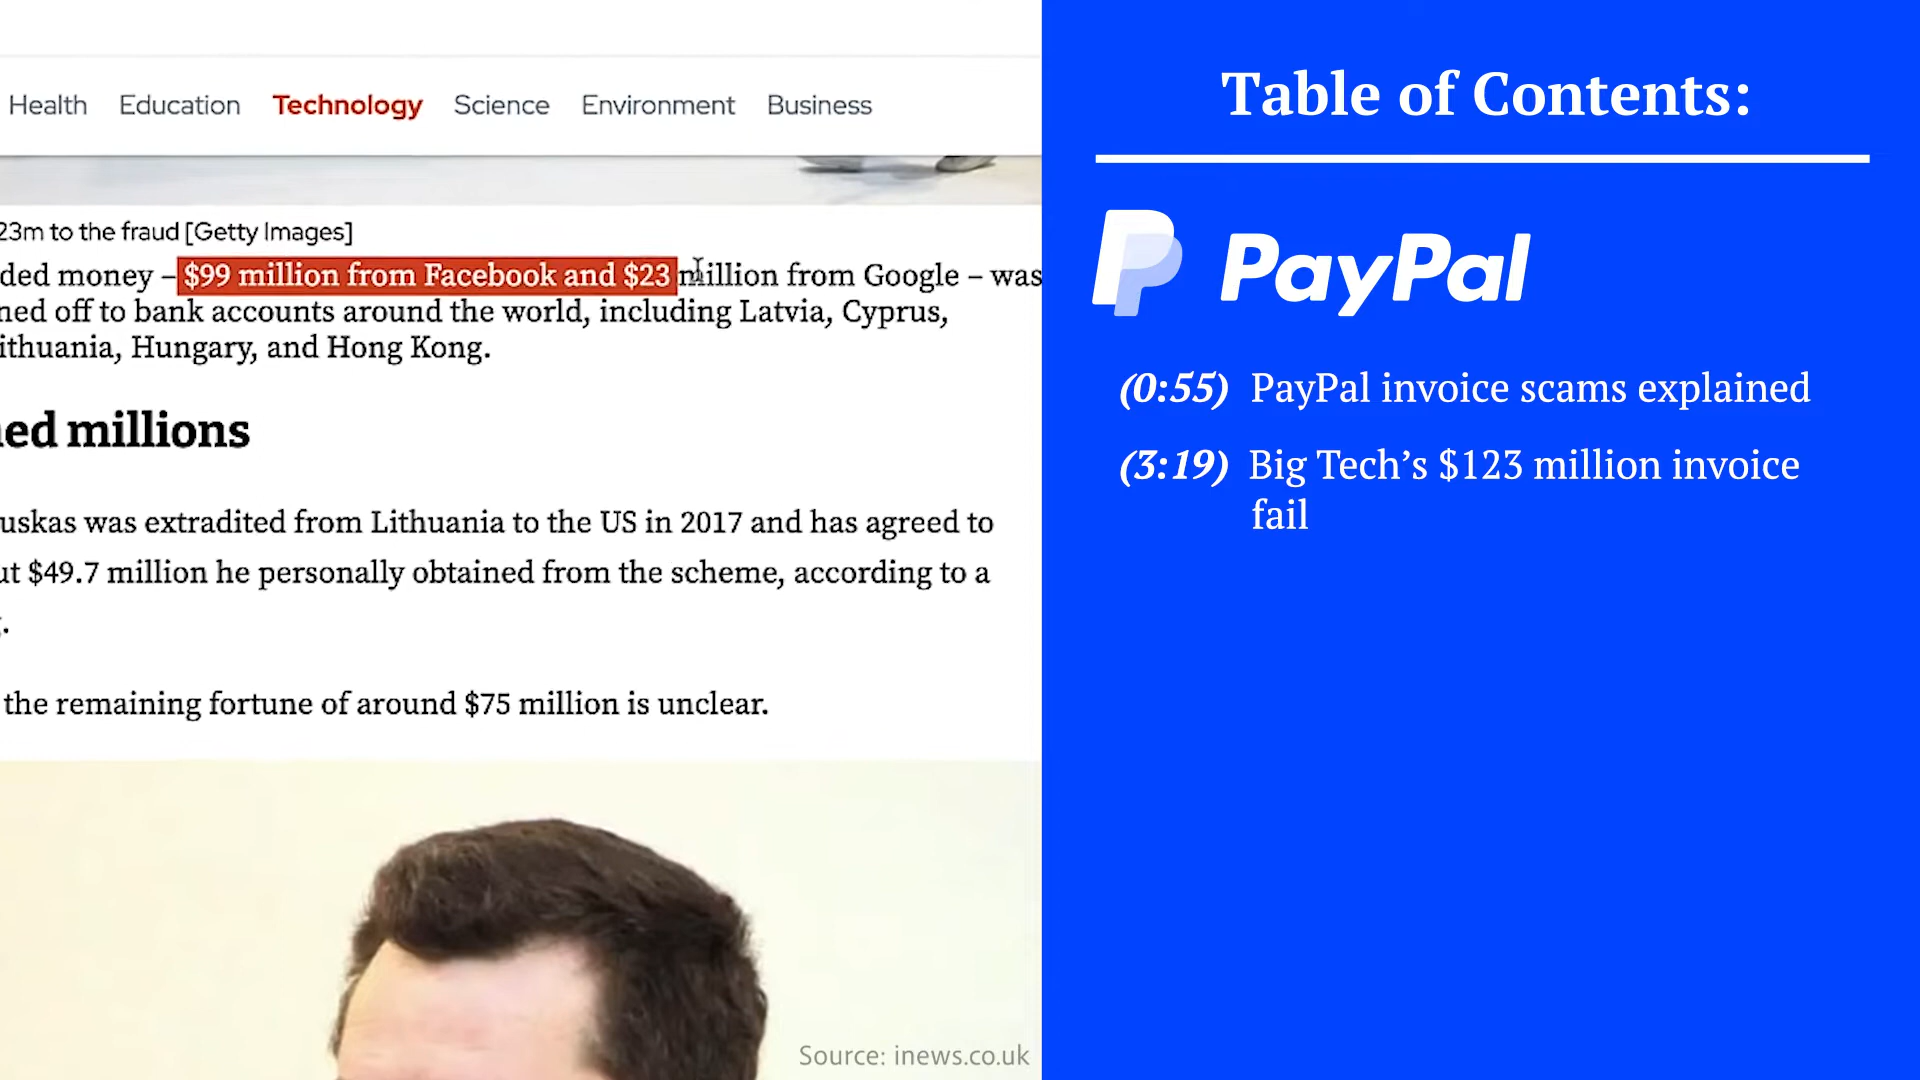 Health Education Technology Science Environment Business
23m to the fraud [Getty Images]
ded money – $99 million from Facebook and $23 million from Google – was
ned off to bank accounts around the world, including Latvia, Cyprus,
ithuania, Hungary, and Hong Kong.
ned millions
uskas was extradited from Lithuania to the US in 2017 and has agreed to
ut $49.7 million he personally obtained from the scheme, according to a
the remaining fortune of around $75 million is unclear.
Source: inews.co.uk
Table of Contents:
PayPal
(0:55) PayPal invoice scams explained
(3:19) Big Tech’s $123 million invoice
fail